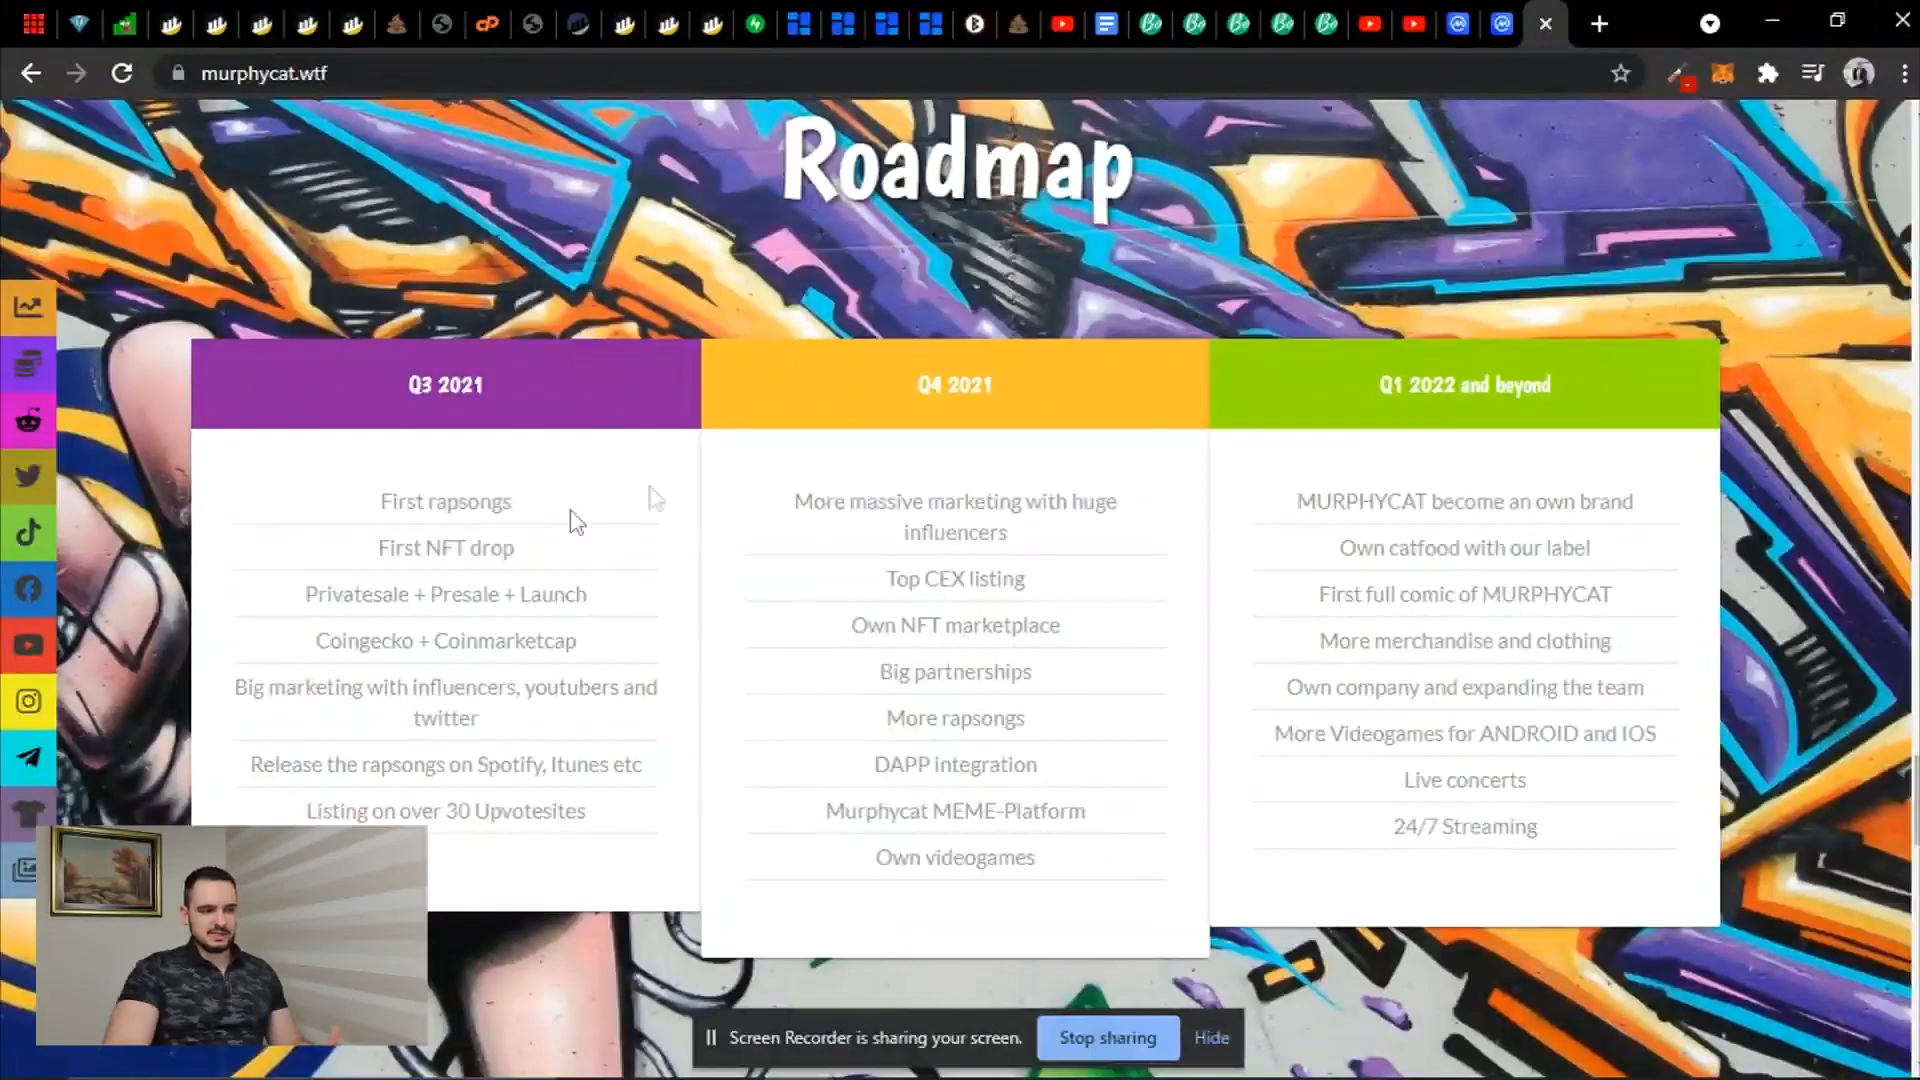 murphycat.wtf
Roadmap
Q3 2021
First rapsongs
First NFT drop
Privatesale + Presale + Launch
Coingecko + Coinmarketcap
Big marketing with influencers, youtubers and
twitter
Release the rapsongs on Spotify, Itunes etc
Listing on over 30 Upvotesites
Q4 2021
More massive marketing with huge
influencers
Top CEX listing
Own NFT marketplace
Big partnerships
More rapsongs
DAPP integration
Murphycat MEME-Platform
Own videogames
Q1 2022 and beyond
MURPHYCAT become an own brand
Own catfood with our label
First full comic of MURPHYCAT
More merchandise and clothing
Own company and expanding the team
More Videogames for ANDROID and IOS
Live concerts
24/7 Streaming
Screen Recorder is sharing your screen.
Stop sharing
Hide